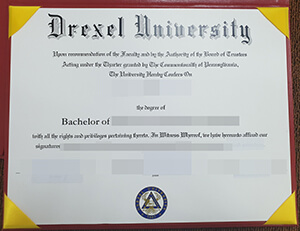 Drexel University
Upon recommendation of the Faculty and by the Authority of the Board of Trustees
Acting under the Charter granted by The Commonwealth of Pennsylvania,
The University Hereby Confers On
the degree of
Bachelor of
with all the rights and privileges pertaining thereto. In Witness Whereof, we have hereunto affixed our
signatures